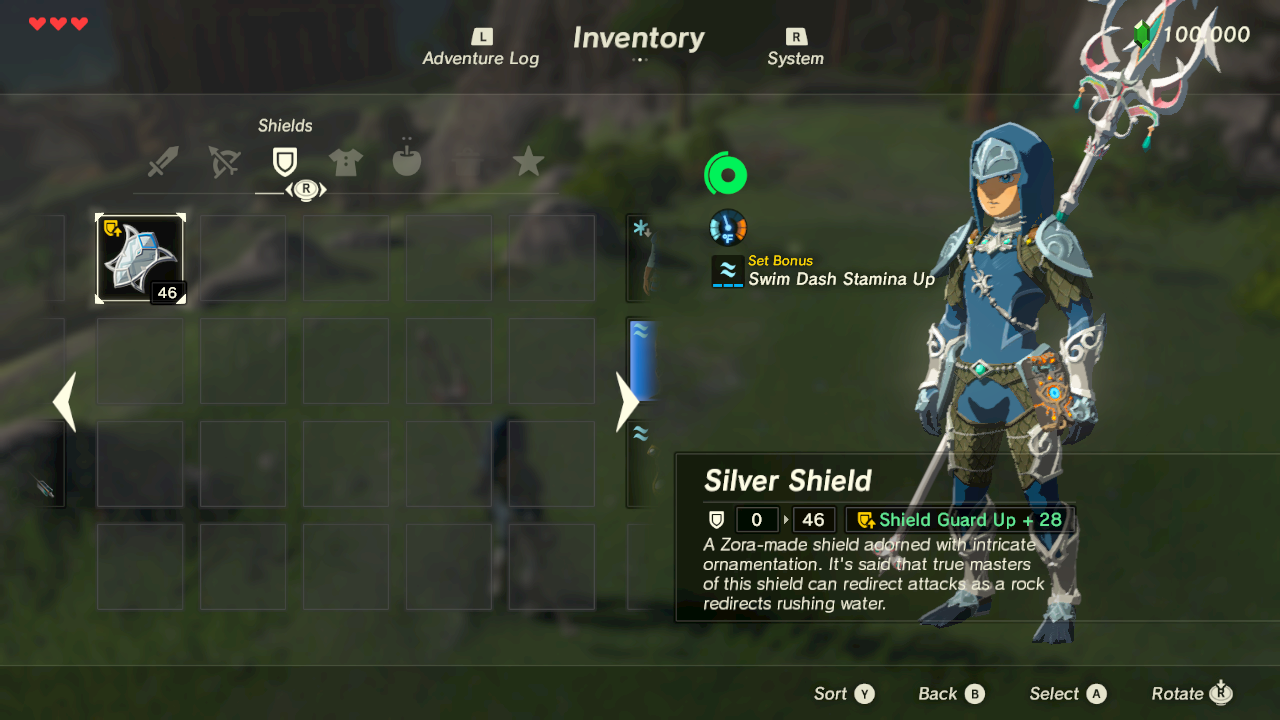 L
Inventory
R
100,000
Adventure Log
System
Shields
R
46
°F
Set Bonus
Swim Dash Stamina Up
Silver Shield
0 46 Shield Guard Up + 28
A Zora-made shield adorned with intricate
ornamentation. It's said that true masters
of this shield can redirect attacks as a rock
redirects rushing water.
Sort Y Back B Select A Rotate R